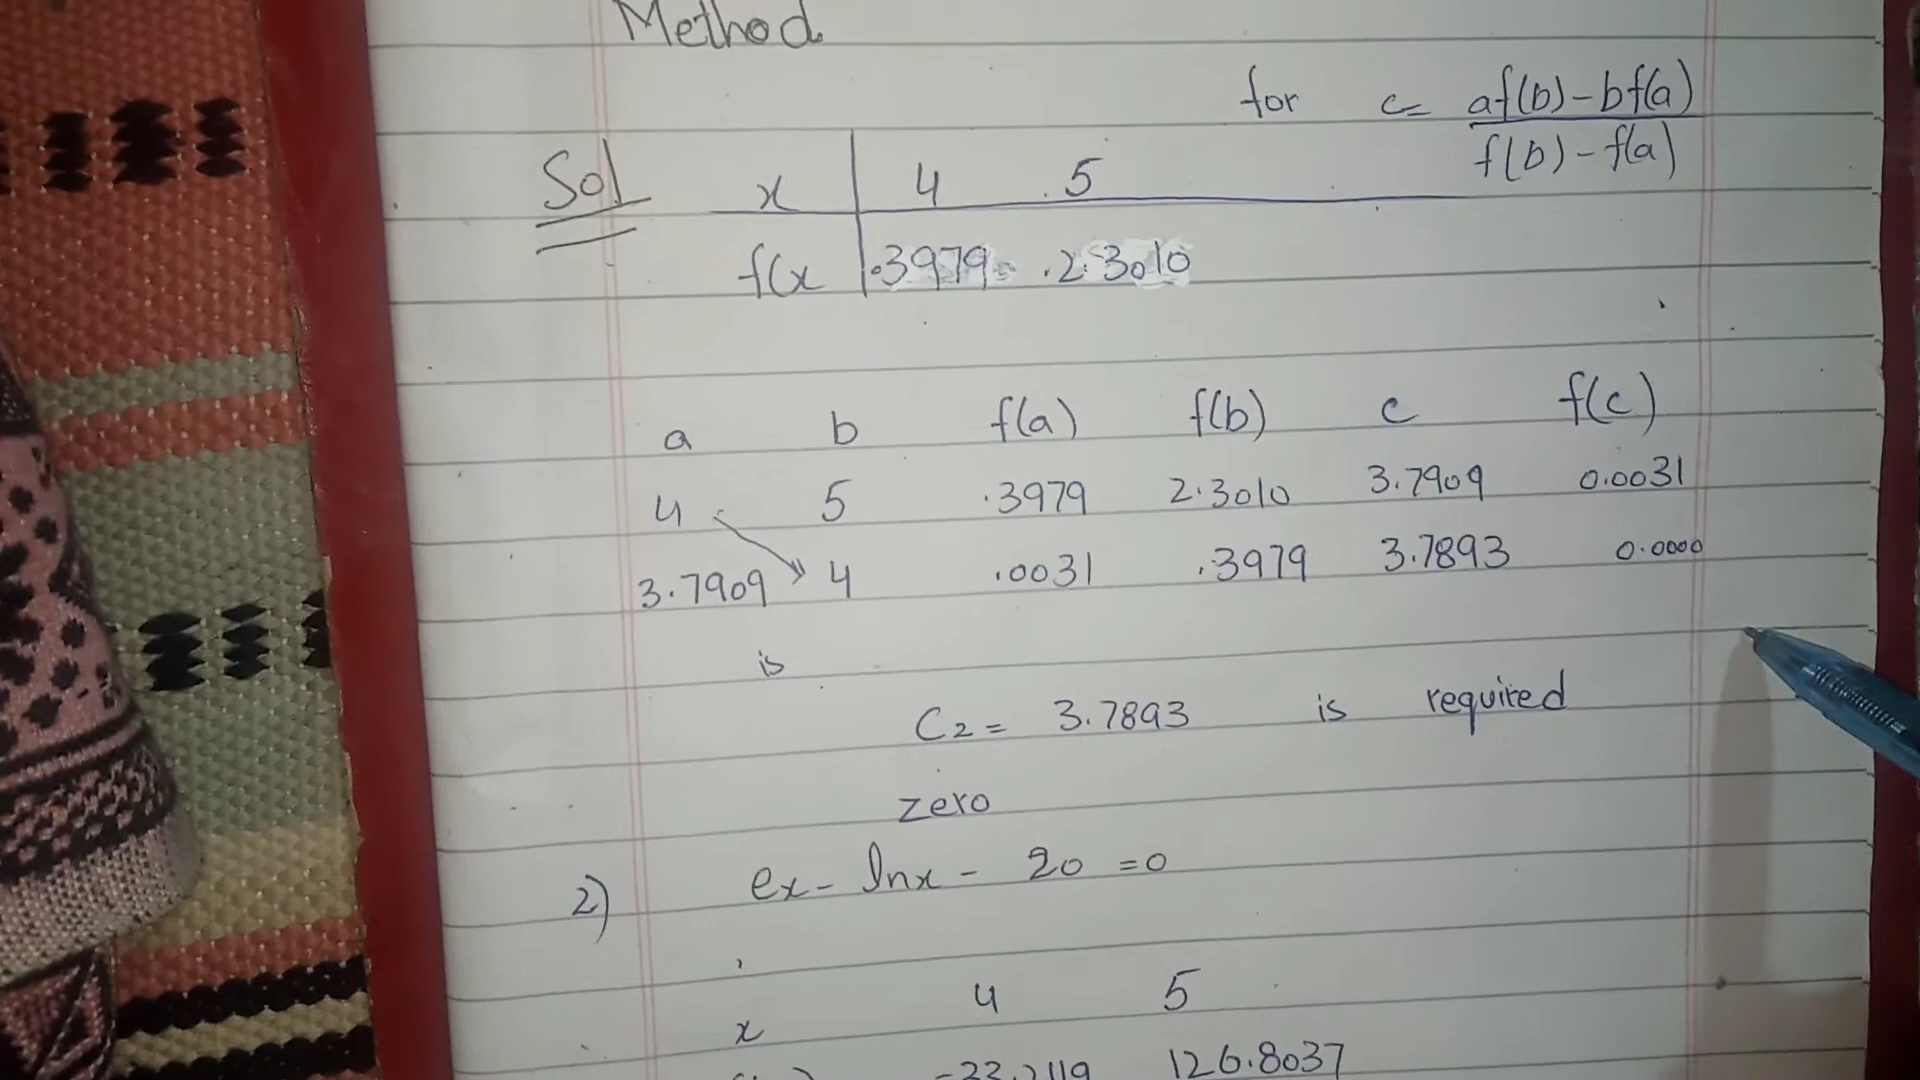 Method
for c= af(b)-bf(a)
f(b)-f(a)
Sol x 4 .5
f(x .3979 .2.3010
a b f(a) f(b) c f(c)
4 5 .3979 2.3010 3.7909 0.0031
3.7909 4 .0031 .3979 3.7893 0.0000
is
C2= 3.7893 is required
zero
2) ex- lnx- 20 =0
x 4 5
126.8037